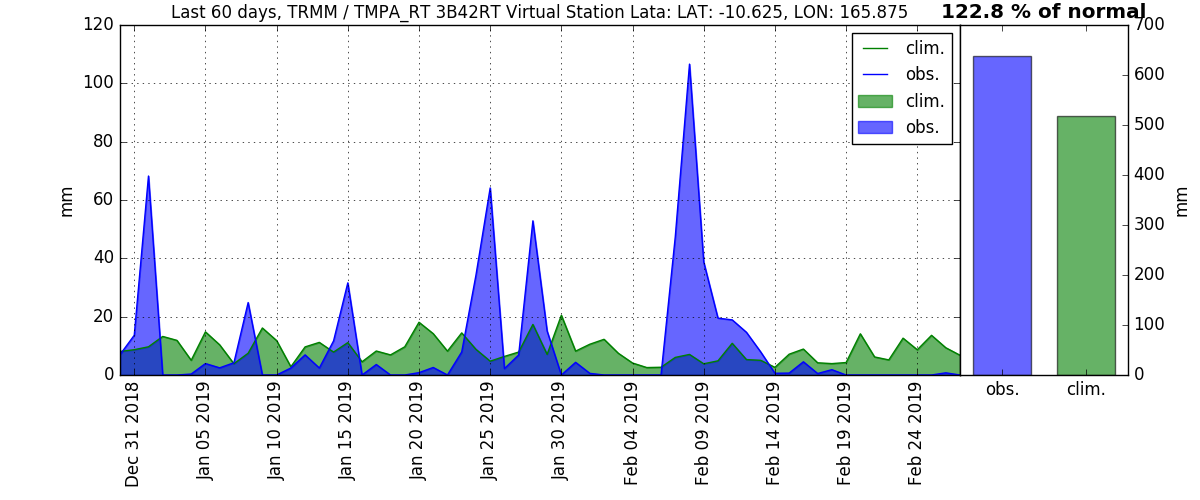 Last 60 days, TRMM / TMPA_RT 3B42RT Virtual Station Lata: LAT: -10.625, LON: 165.875
122.8 % of normal
120
100
80
60
40
20
0
mm
clim.
obs.
clim.
obs.
Dec 31 2018
Jan 05 2019
Jan 10 2019
Jan 15 2019
Jan 20 2019
Jan 25 2019
Jan 30 2019
Feb 04 2019
Feb 09 2019
Feb 14 2019
Feb 19 2019
Feb 24 2019
700
600
500
400
300
200
100
0
mm
obs.
clim.